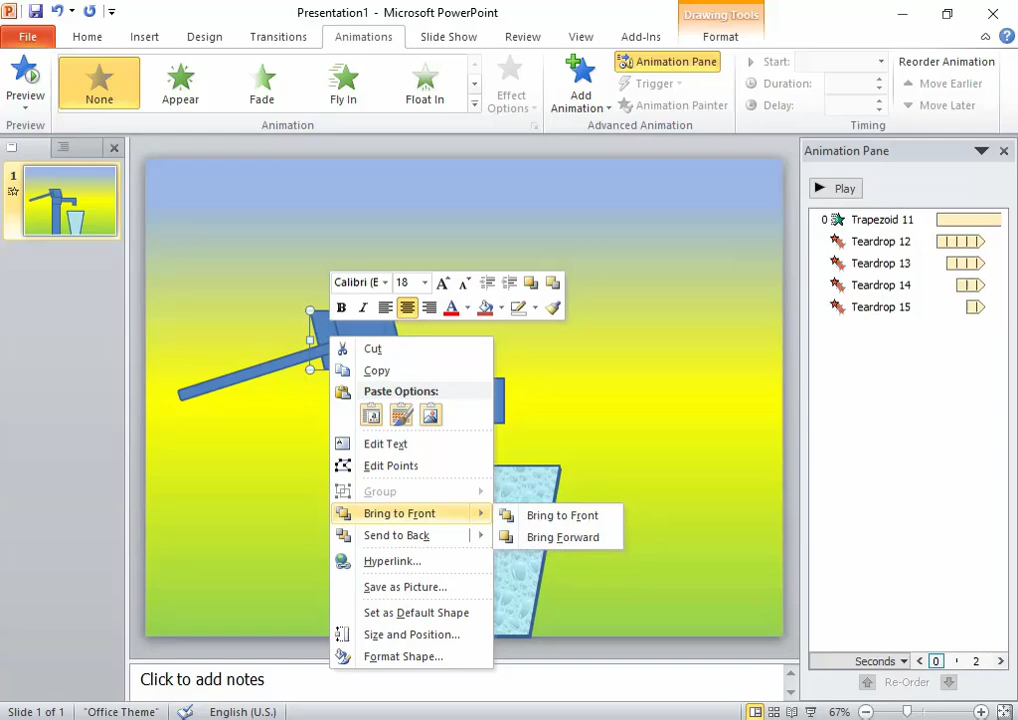 Presentation1 - Microsoft PowerPoint
Drawing Tools
File Home Insert Design Transitions Animations Slide Show Review View Add-Ins Format
Preview
None Appear Fade Fly In Float In
Effect Options
Add Animation
Animation Pane
Trigger
Animation Painter
Start:
Duration:
Delay:
Reorder Animation
Move Earlier
Move Later
Preview Animation Advanced Animation Timing
1
Animation Pane
Play
0 Trapezoid 11
Teardrop 12
Teardrop 13
Teardrop 14
Teardrop 15
Calibri (E 18
B I A
Cut
Copy
Paste Options:
Edit Text
Edit Points
Group
Bring to Front
Send to Back
Hyperlink...
Save as Picture...
Set as Default Shape
Size and Position...
Format Shape...
Bring to Front
Bring Forward
Seconds 0 2
Re-Order
Click to add notes
Slide 1 of 1 "Office Theme" English (U.S.) 67%